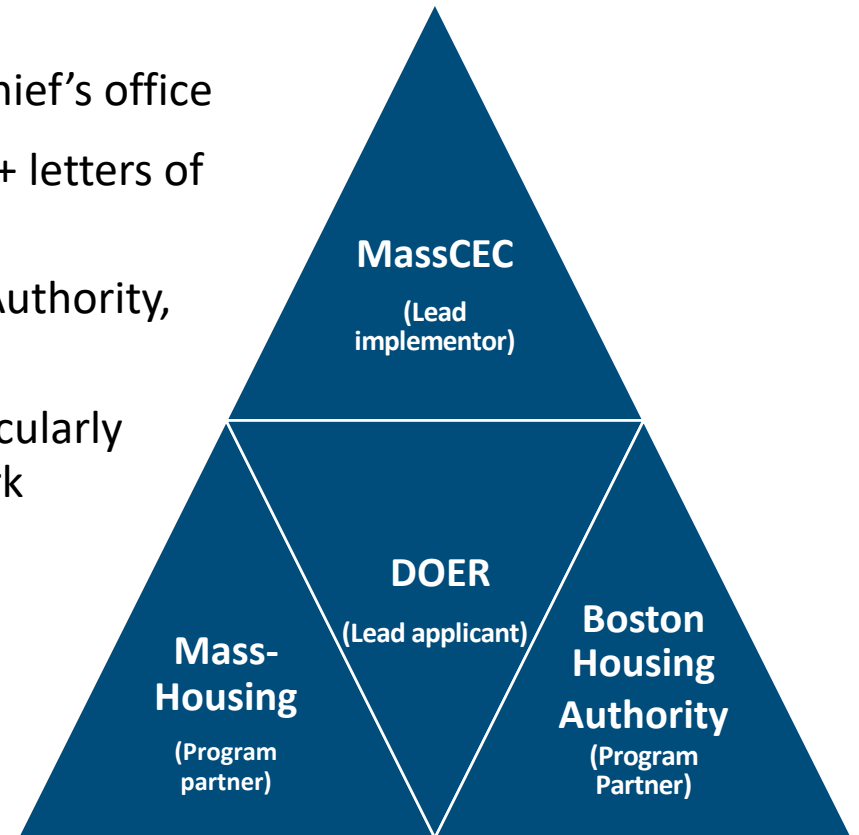 hief’s office
+ letters of
Authority,
cularly
rk
MassCEC
(Lead
implementor)
DOER
(Lead applicant)
Mass-
Housing
(Program
partner)
Boston
Housing
Authority
(Program
Partner)